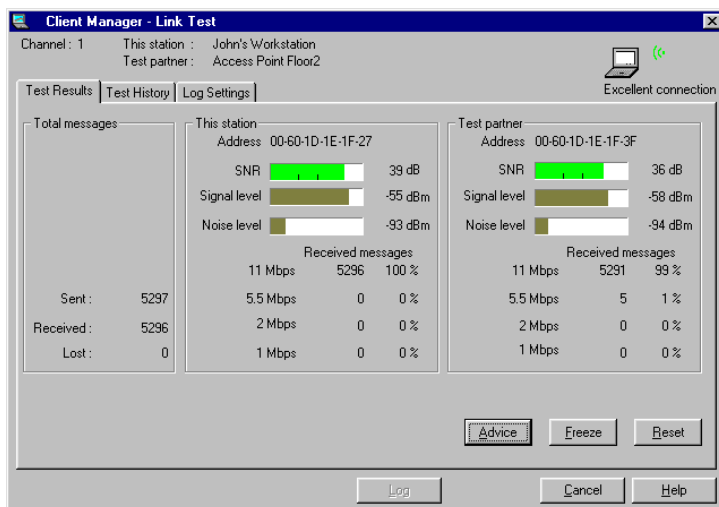 Client Manager - Link Test
Channel : 1 This station : John's Workstation
Test partner : Access Point Floor2
Excellent connection
Test Results Test History Log Settings
Total messages
Sent : 5297
Received : 5296
Lost : 0
This station
Address 00-60-1D-1E-1F-27
SNR 39 dB
Signal level -55 dBm
Noise level -93 dBm
Received messages
11 Mbps 5296 100 %
5.5 Mbps 0 0 %
2 Mbps 0 0 %
1 Mbps 0 0 %
Test partner
Address 00-60-1D-1E-1F-3F
SNR 36 dB
Signal level -58 dBm
Noise level -94 dBm
Received messages
11 Mbps 5291 99 %
5.5 Mbps 5 1 %
2 Mbps 0 0 %
1 Mbps 0 0 %
Advice Freeze Reset
Log Cancel Help